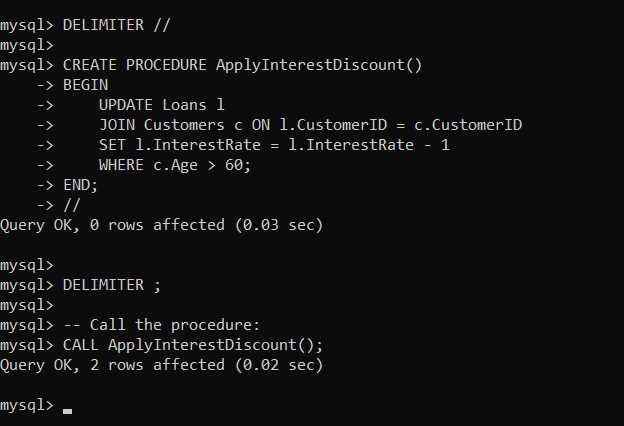 mysql> DELIMITER //
mysql>
mysql> CREATE PROCEDURE ApplyInterestDiscount()
    -> BEGIN
    ->     UPDATE Loans l
    ->     JOIN Customers c ON l.CustomerID = c.CustomerID
    ->     SET l.InterestRate = l.InterestRate - 1
    ->     WHERE c.Age > 60;
    -> END;
    -> //
Query OK, 0 rows affected (0.03 sec)
mysql>
mysql> DELIMITER ;
mysql>
mysql> -- Call the procedure:
mysql> CALL ApplyInterestDiscount();
Query OK, 2 rows affected (0.02 sec)
mysql>